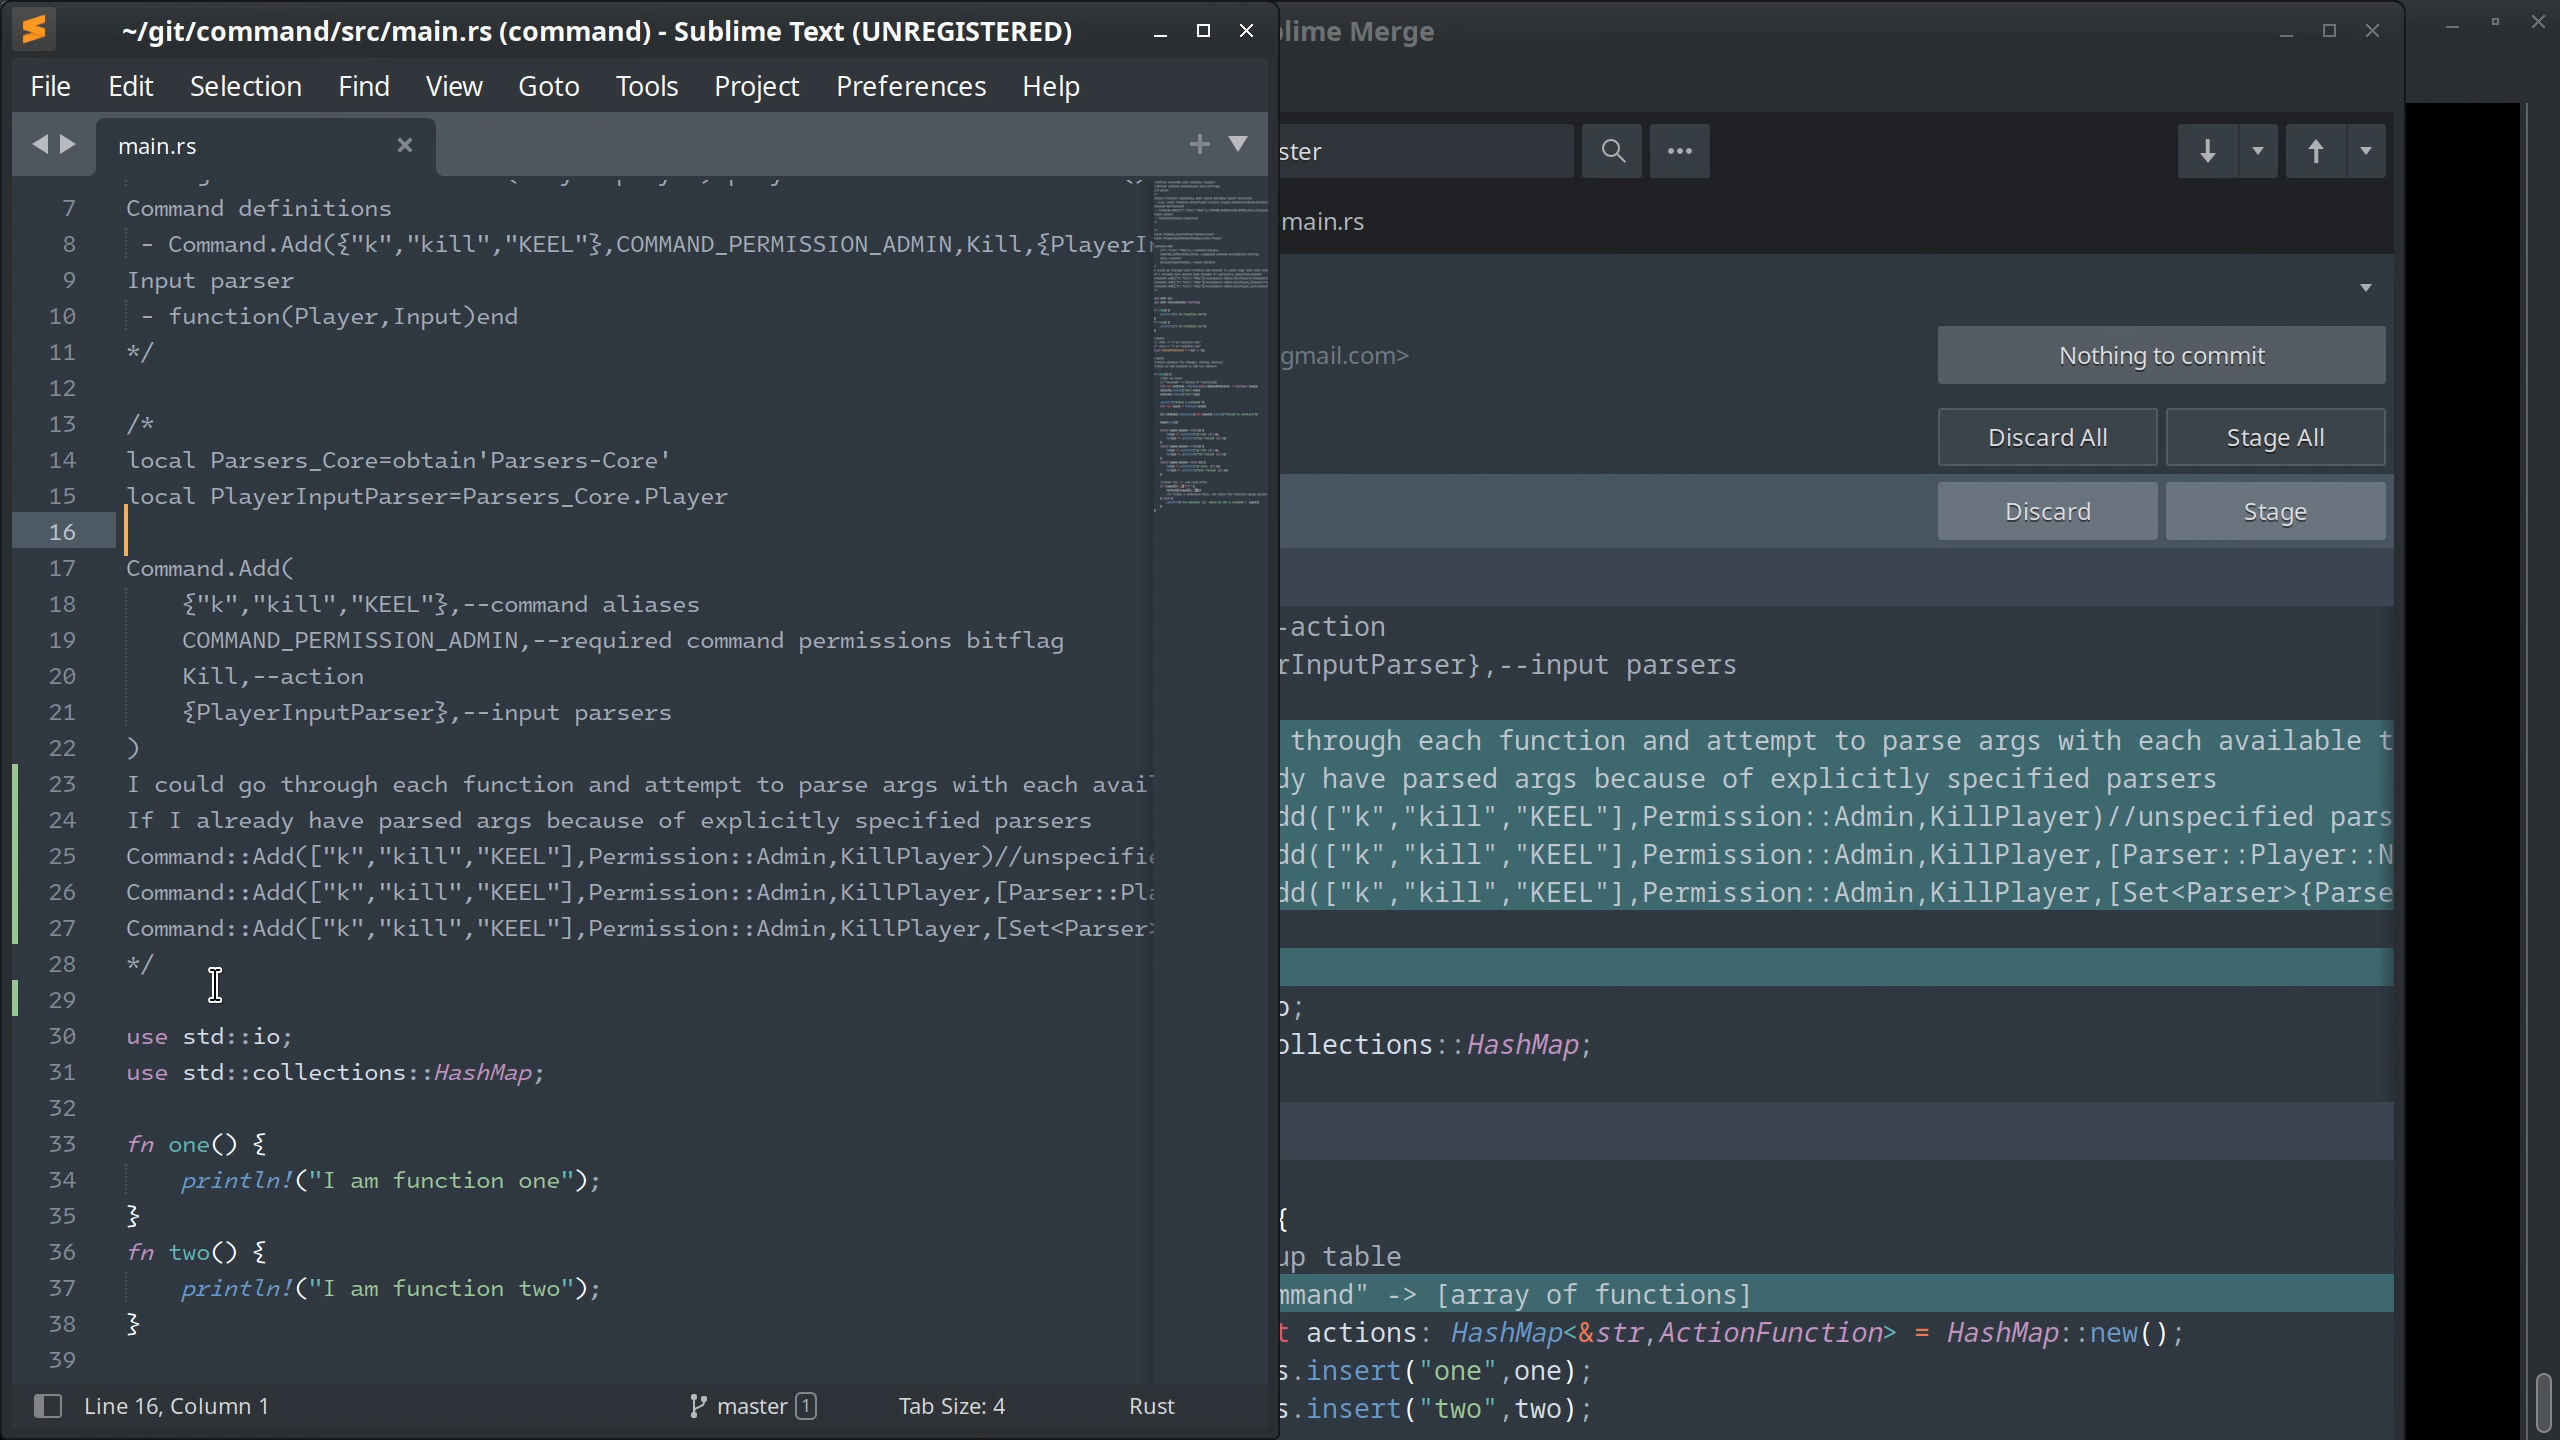 ~/git/command/src/main.rs (command) - Sublime Text (UNREGISTERED)
File Edit Selection Find View Goto Tools Project Preferences Help
main.rs
7 Command definitions
8 - Command.Add({"k","kill","KEEL"},COMMAND_PERMISSION_ADMIN,Kill,{PlayerI
9 Input parser
10 - function(Player,Input)end
11 */
12
13 /*
14 local Parsers_Core=obtain'Parsers-Core'
15 local PlayerInputParser=Parsers_Core.Player
16
17 Command.Add(
18 {"k","kill","KEEL"},--command aliases
19 COMMAND_PERMISSION_ADMIN,--required command permissions bitflag
20 Kill,--action
21 {PlayerInputParser},--input parsers
22 )
23 I could go through each function and attempt to parse args with each avai
24 If I already have parsed args because of explicitly specified parsers
25 Command::Add(["k","kill","KEEL"],Permission::Admin,KillPlayer)//unspecifi
26 Command::Add(["k","kill","KEEL"],Permission::Admin,KillPlayer,[Parser::Pl
27 Command::Add(["k","kill","KEEL"],Permission::Admin,KillPlayer,[Set<Parser>
28 */
29
30 use std::io;
31 use std::collections::HashMap;
32
33 fn one() {
34 println!("I am function one");
35 }
36 fn two() {
37 println!("I am function two");
38 }
39
Line 16, Column 1 master 1 Tab Size: 4 Rust
lime Merge
ster
main.rs
gmail.com>
Nothing to commit
Discard All Stage All
Discard Stage
-action
rInputParser},--input parsers
through each function and attempt to parse args with each available t
dy have parsed args because of explicitly specified parsers
dd(["k","kill","KEEL"],Permission::Admin,KillPlayer)//unspecified pars
dd(["k","kill","KEEL"],Permission::Admin,KillPlayer,[Parser::Player::N
dd(["k","kill","KEEL"],Permission::Admin,KillPlayer,[Set<Parser>{Parse
o;
ollections::HashMap;
{
up table
mmand" -> [array of functions]
t actions: HashMap<&str,ActionFunction> = HashMap::new();
s.insert("one",one);
s.insert("two",two);